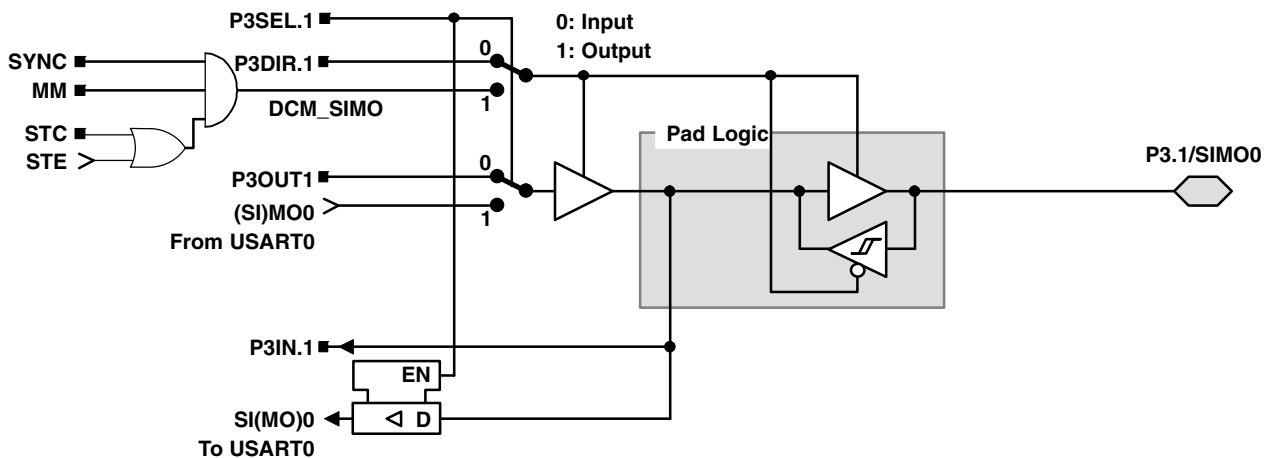 P3SEL.1
0: Input
1: Output
SYNC
P3DIR.1
0
MM
1
DCM_SIMO
STC
STE
Pad Logic
P3.1/SIMO0
0
P3OUT1
(SI)MO0
1
From USART0
P3IN.1
EN
SI(MO)0
D
To USART0